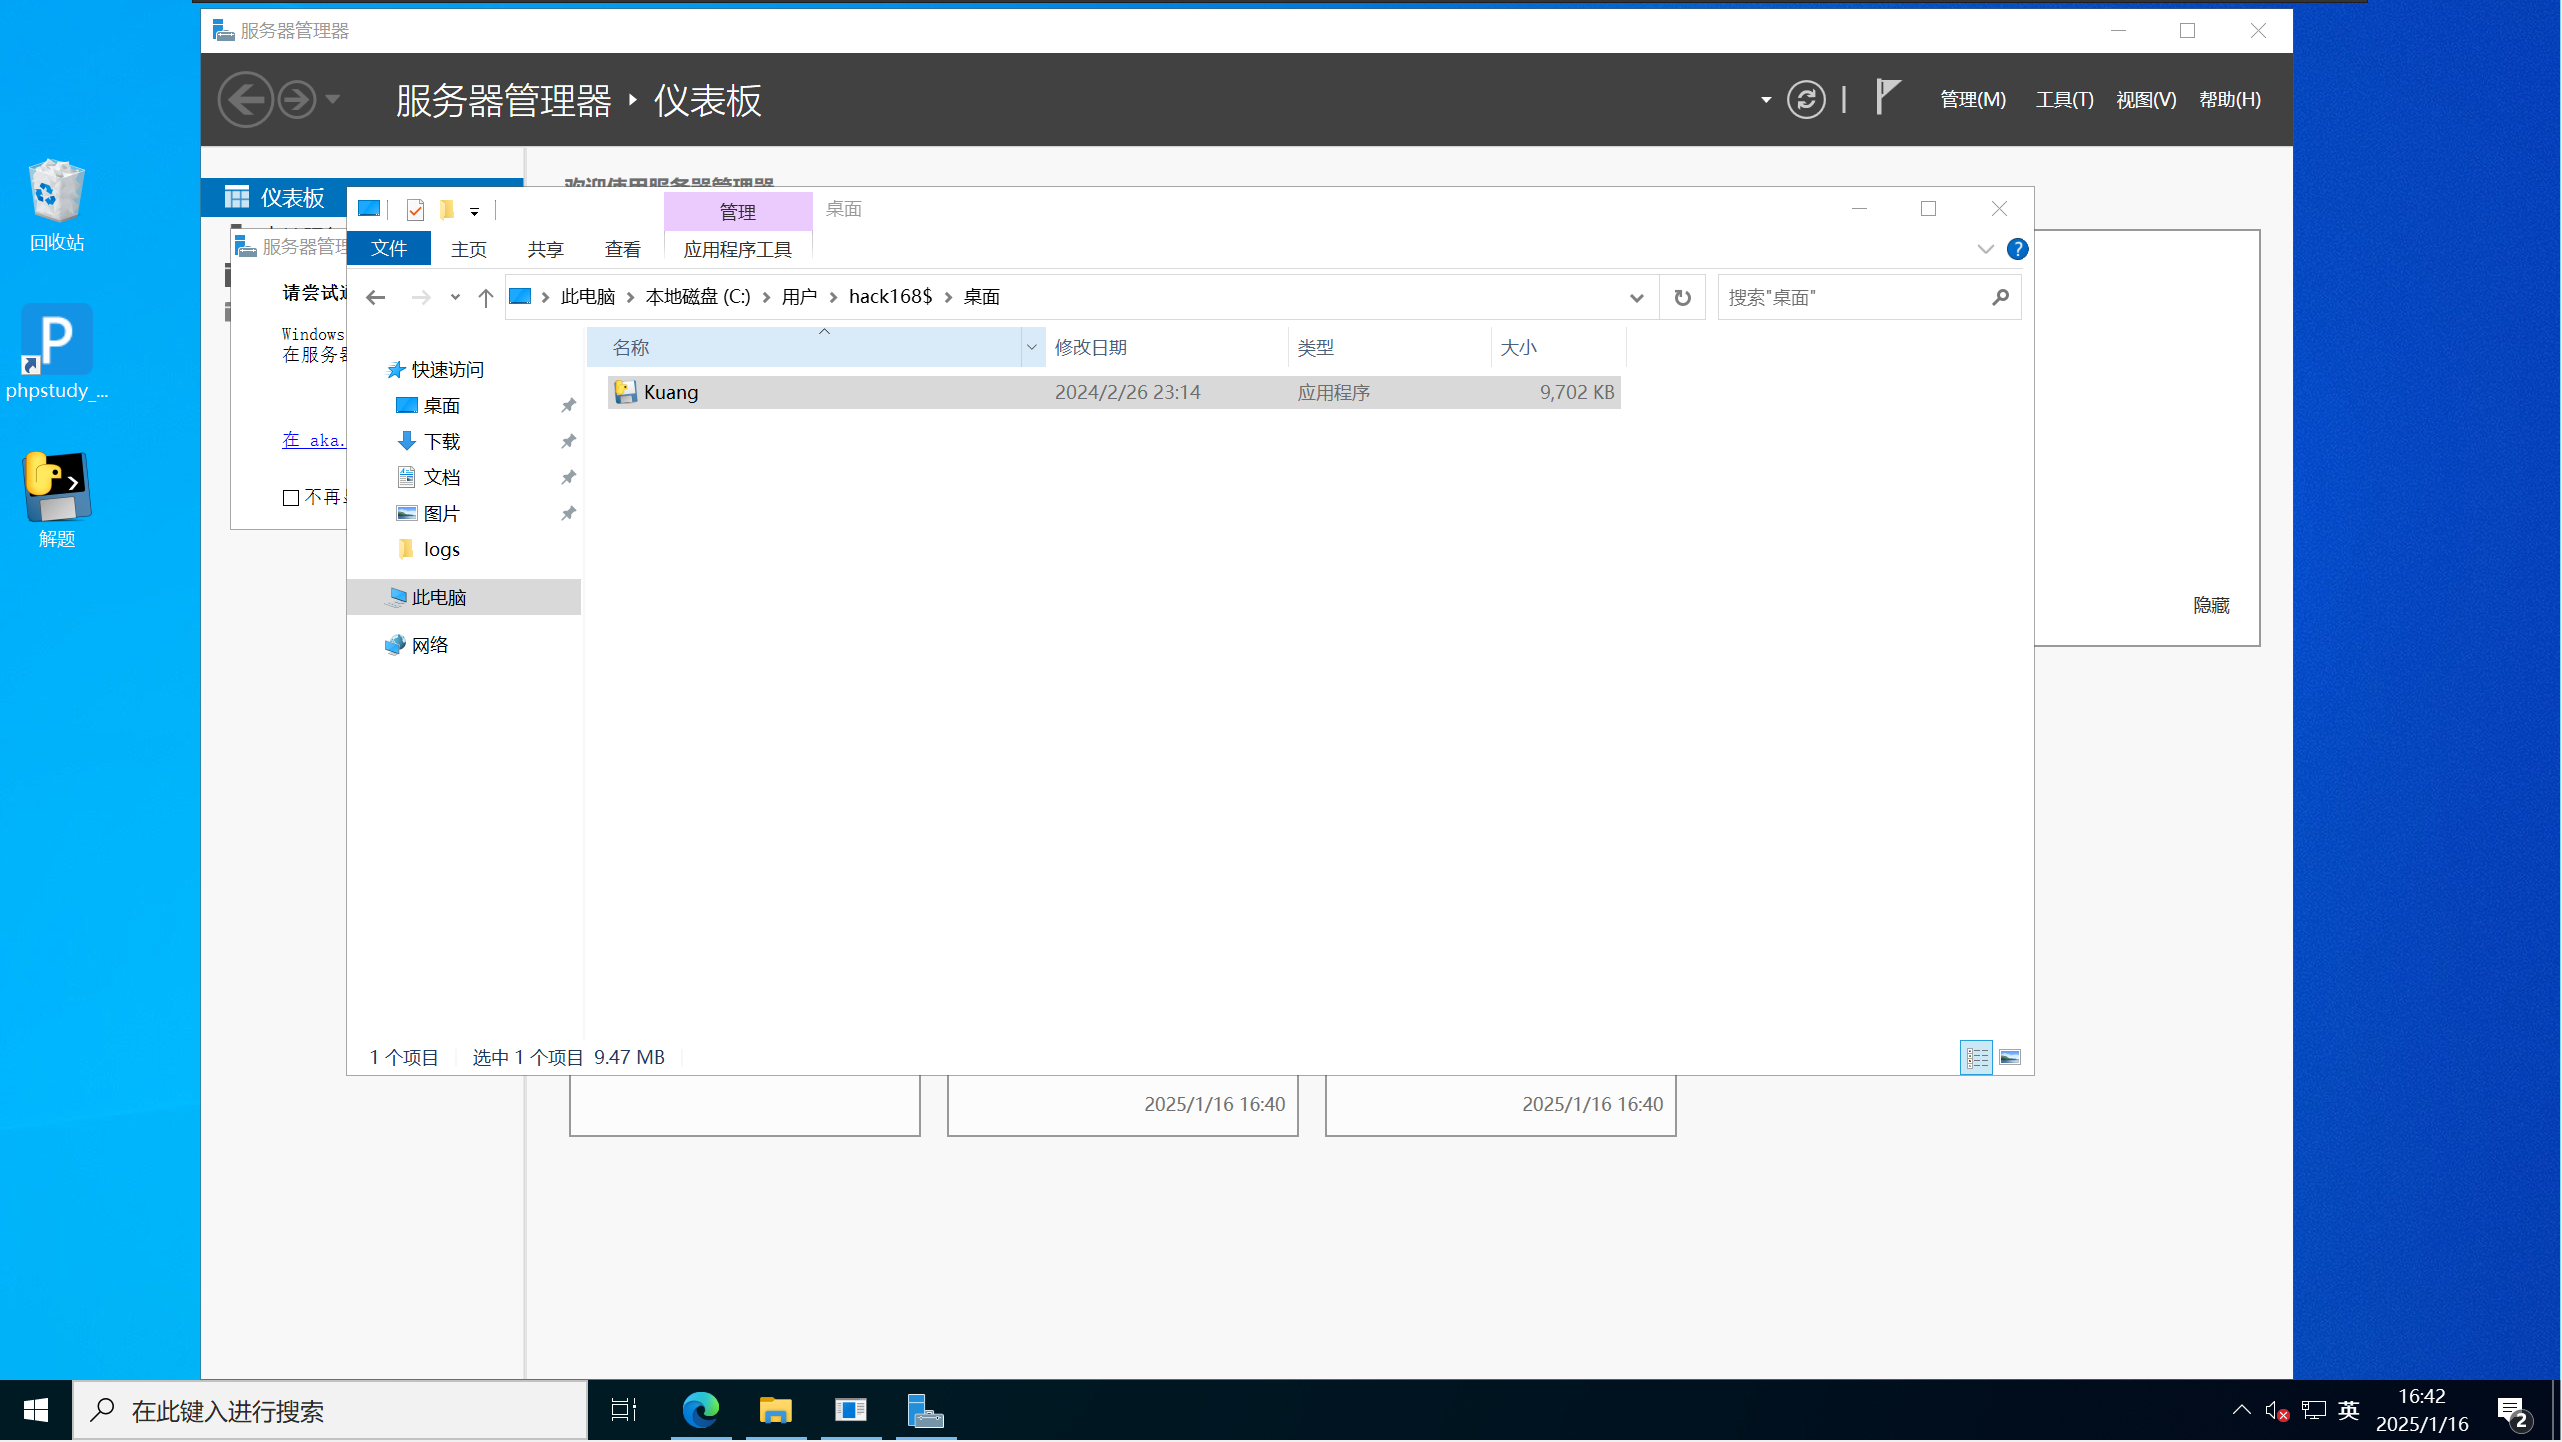 服务器管理器
服务器管理器 仪表板
管理(M) 工具(T) 视图(V) 帮助(H)
回收站
phpstudy_...
解题
仪表板
欢迎使用服务器管理器
服务器管理
请尝试
Windows
在服务器
在 aka.
不再
管理
桌面
文件 主页 共享 查看 应用程序工具
此电脑 本地磁盘 (C:) 用户 hack168$ 桌面
搜索"桌面"
名称 修改日期 类型 大小
Kuang 2024/2/26 23:14 应用程序 9,702 KB
快速访问
桌面
下载
文档
图片
logs
此电脑
网络
1 个项目 选中 1 个项目 9.47 MB
隐藏
2025/1/16 16:40
2025/1/16 16:40
在此键入进行搜索
英
16:42
2025/1/16
2